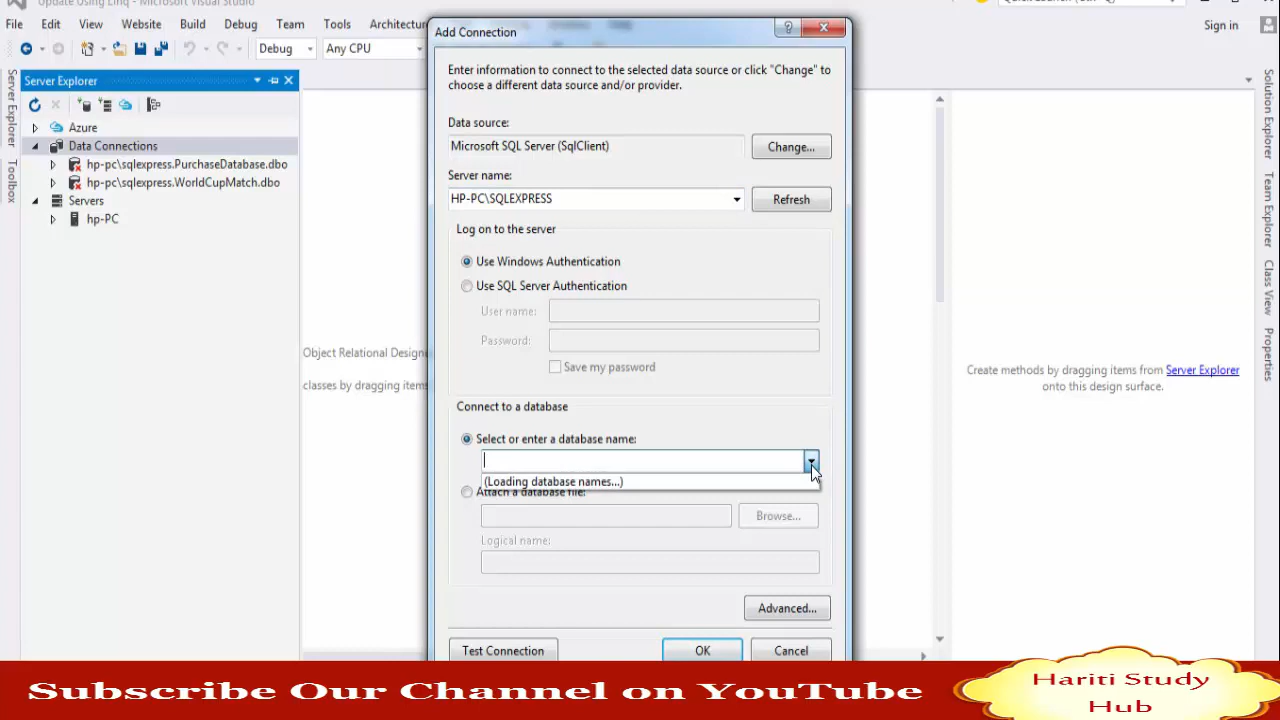 Update Using Linq - Microsoft Visual Studio
File Edit View Website Build Debug Team Tools
Sign in
Debug Any CPU
Server Explorer
Azure
Data Connections
hp-pc\sqlexpress.PurchaseDatabase.dbo
hp-pc\sqlexpress.WorldCupMatch.dbo
Servers
hp-PC
Server Explorer
Toolbox
Object Relational
classes by dragging
Add Connection
Enter information to connect to the selected data source or click "Change" to
choose a different data source and/or provider.
Data source:
Microsoft SQL Server (SqlClient)
Change...
Server name:
HP-PC\SQLEXPRESS
Refresh
Log on to the server
Use Windows Authentication
Use SQL Server Authentication
User name:
Password:
Save my password
Connect to a database
Select or enter a database name:
(Loading database names...)
Attach a database file:
Browse...
Logical name:
Advanced...
Test Connection
OK
Cancel
Create methods by dragging items from Server Explorer
onto this design surface.
Solution Explorer
Team Explorer
Class View
Properties
Subscribe Our Channel on YouTube
Hariti Study
Hub